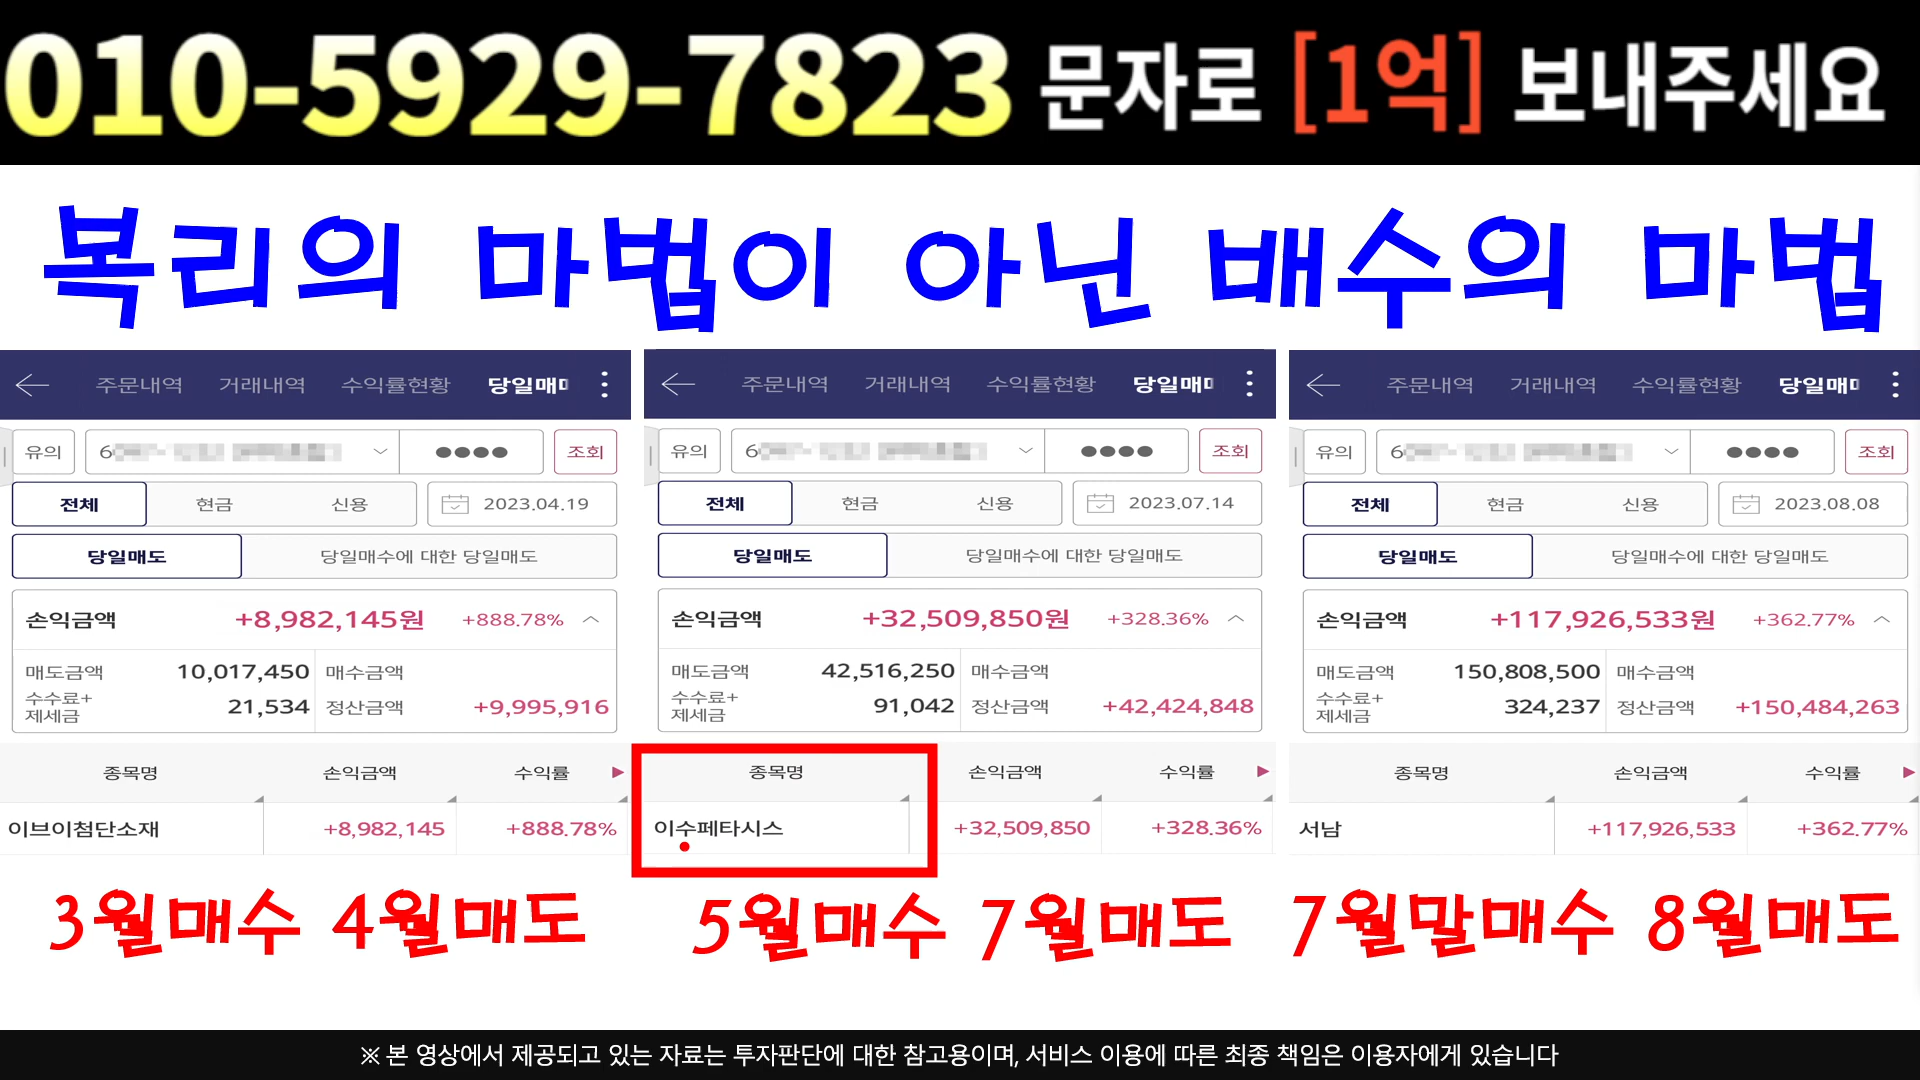 010-5929-7823 문자로 [1억] 보내주세요
복리의 마법이 아닌 배수의 마법
주문내역 거래내역 수익률현황 당일매
유의 6 ●●●● 조회
전체 현금 신용 2023.04.19
당일매도 당일매수에 대한 당일매도
손익금액 +8,982,145원 +888.78%
매도금액 10,017,450 매수금액
수수료+
제세금 21,534 정산금액 +9,995,916
종목명 손익금액 수익률
이브이첨단소재 +8,982,145 +888.78%
3월매수 4월매도
주문내역 거래내역 수익률현황 당일매
유의 6 ●●●● 조회
전체 현금 신용 2023.07.14
당일매도 당일매수에 대한 당일매도
손익금액 +32,509,850원 +328.36%
매도금액 42,516,250 매수금액
수수료+
제세금 91,042 정산금액 +42,424,848
종목명 손익금액 수익률
이수페타시스 +32,509,850 +328.36%
5월매수 7월매도
주문내역 거래내역 수익률현황 당일매
유의 6 ●●●● 조회
전체 현금 신용 2023.08.08
당일매도 당일매수에 대한 당일매도
손익금액 +117,926,533원 +362.77%
매도금액 150,808,500 매수금액
수수료+
제세금 324,237 정산금액 +150,484,263
종목명 손익금액 수익률
서남 +117,926,533 +362.77%
7월말매수 8월매도
※ 본 영상에서 제공되고 있는 자료는 투자판단에 대한 참고용이며, 서비스 이용에 따른 최종 책임은 이용자에게 있습니다